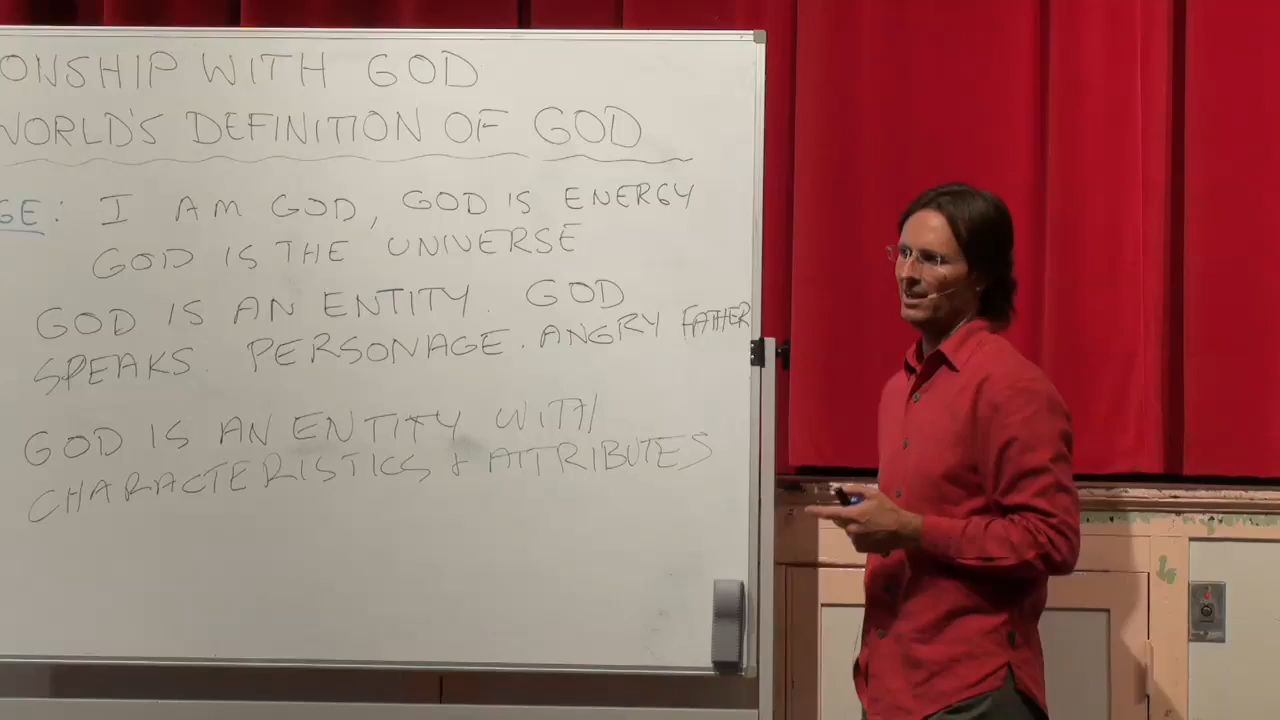 ONSHIP WITH GOD
WORLD'S DEFINITION OF GOD
GE: I AM GOD, GOD IS ENERGY
GOD IS THE UNIVERSE
GOD IS AN ENTITY. GOD
SPEAKS. PERSONAGE. ANGRY FATHER
GOD IS AN ENTITY WITH
CHARACTERISTICS & ATTRIBUTES